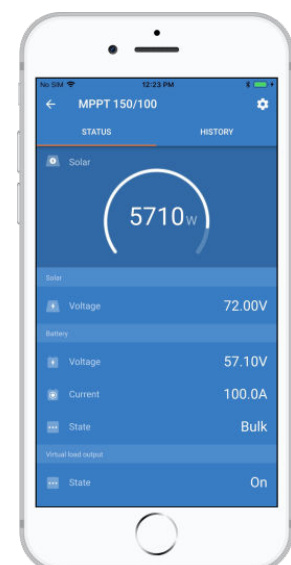 No SIM 12:23 PM
MPPT 150/100
STATUS HISTORY
Solar
5710W
Solar
Voltage 72.00V
Battery
Voltage 57.10V
Current 100.0A
State Bulk
Virtual load output
State On